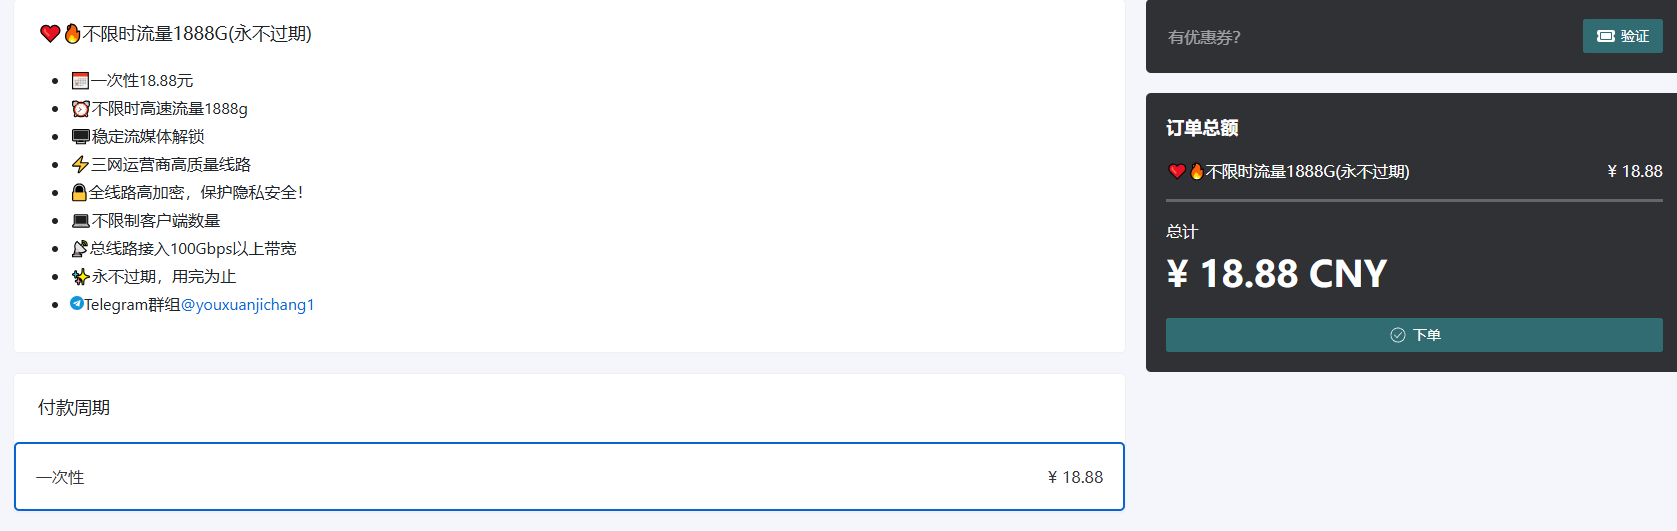 ❤️🔥不限时流量1888G(永不过期)
🗓一次性18.88元
⏰不限时高速流量1888g
🖥稳定流媒体解锁
⚡三网运营商高质量线路
🔒全线路高加密，保护隐私安全！
💻不限制客户端数量
📡总线路接入100Gbps以上带宽
✨永不过期，用完为止
Telegram群组@youxuanjichang1
付款周期
一次性 ¥ 18.88
有优惠券？
验证
订单总额
❤️🔥不限时流量1888G(永不过期) ¥ 18.88
总计
¥ 18.88 CNY
下单